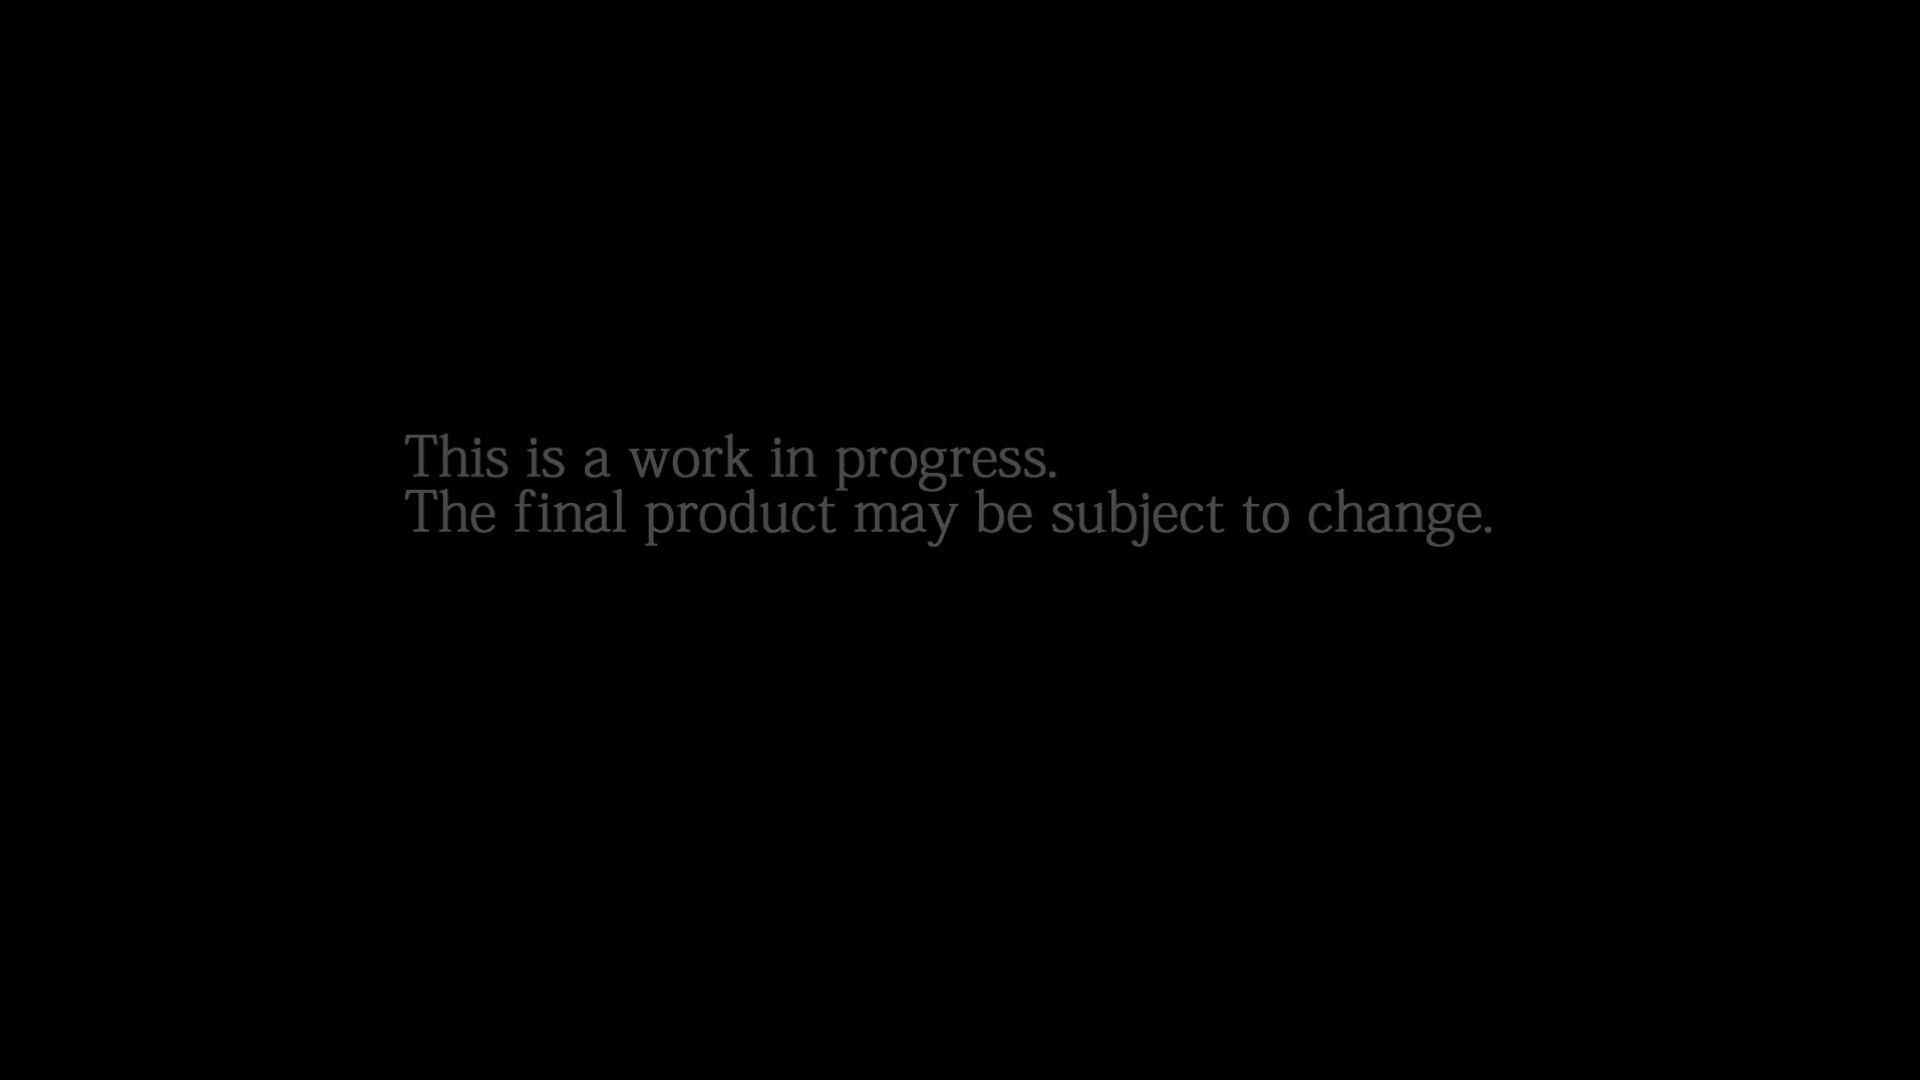 This is a work in progress.
The final product may be subject to change.